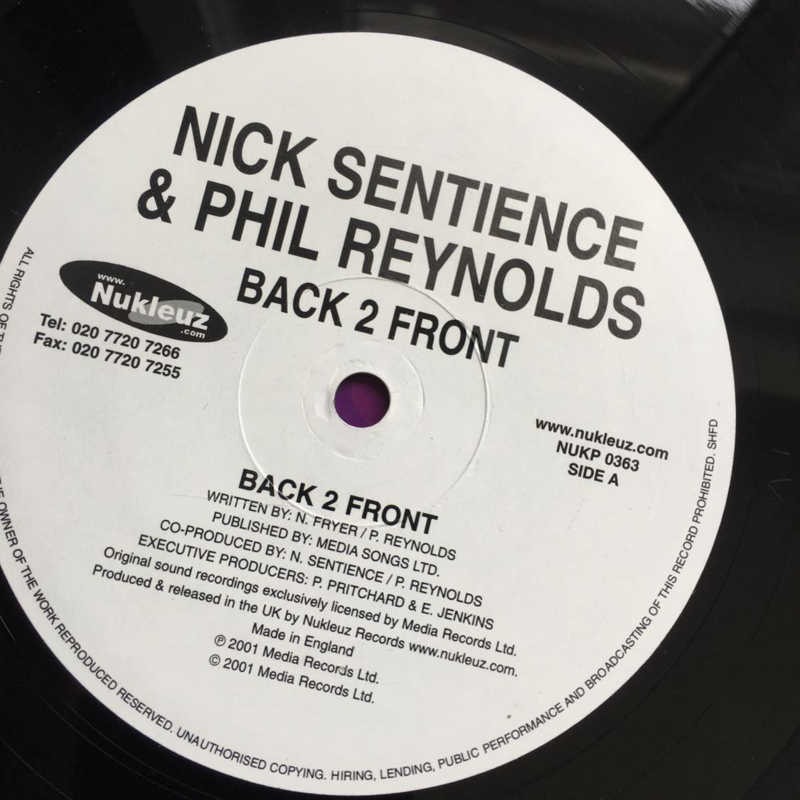 NICK SENTIENCE
& PHIL REYNOLDS
BACK 2 FRONT
www.
Nukleuz
.com
Tel: 020 7720 7266
Fax: 020 7720 7255
www.nukleuz.com
NUKP 0363
SIDE A
BACK 2 FRONT
WRITTEN BY: N. FRYER / P. REYNOLDS
PUBLISHED BY: MEDIA SONGS LTD.
CO-PRODUCED BY: N. SENTIENCE / P. REYNOLDS
EXECUTIVE PRODUCERS: P. PRITCHARD & E. JENKINS
Original sound recordings exclusively licensed by Media Records Ltd.
Produced & released in the UK by Nukleuz Records www.nukleuz.com.
Made in England
℗ 2001 Media Records Ltd.
© 2001 Media Records Ltd.
ALL RIGHTS OF THE OWNER OF THE WORK REPRODUCED RESERVED. UNAUTHORISED COPYING. HIRING, LENDING, PUBLIC PERFORMANCE AND BROADCASTING OF THIS RECORD PROHIBITED. SHFD